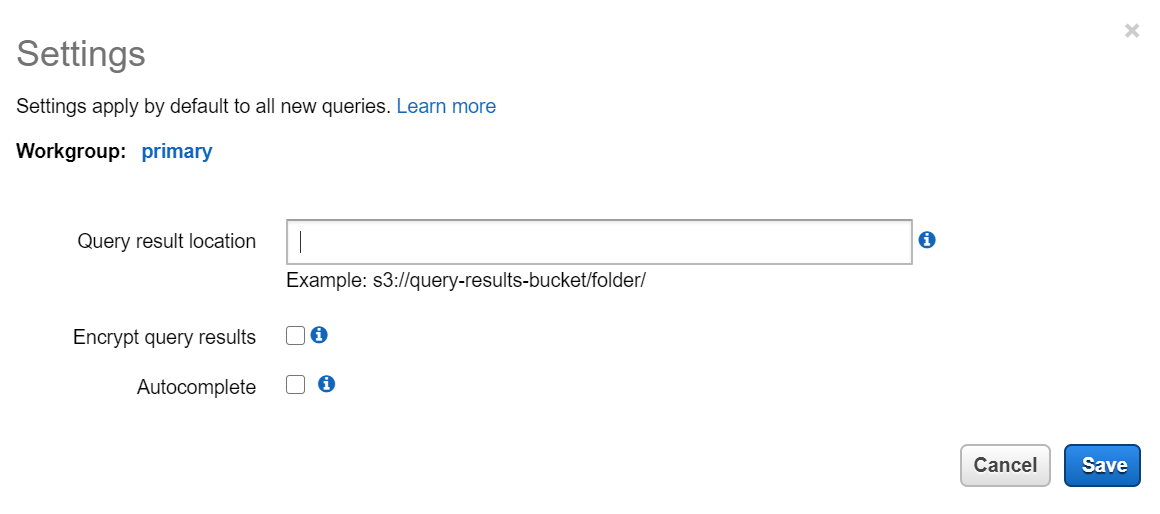 Settings
Settings apply by default to all new queries. Learn more
Workgroup: primary
Query result location
Example: s3://query-results-bucket/folder/
Encrypt query results
Autocomplete
Cancel Save